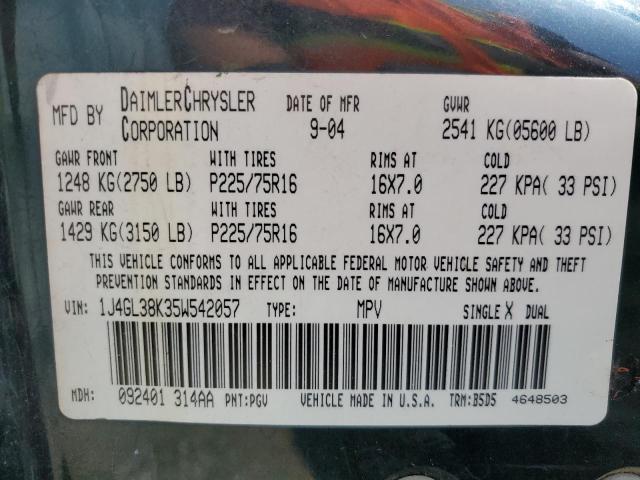 MFD BY DAIMLERCHRYSLER CORPORATION DATE OF MFR 9-04 GVWR 2541 KG(05600 LB)
GAWR FRONT WITH TIRES RIMS AT COLD
1248 KG(2750 LB) P225/75R16 16X7.0 227 KPA( 33 PSI)
GAWR REAR WITH TIRES RIMS AT COLD
1429 KG(3150 LB) P225/75R16 16X7.0 227 KPA( 33 PSI)
THIS VEHICLE CONFORMS TO ALL APPLICABLE FEDERAL MOTOR VEHICLE SAFETY AND THEFT
PREVENTION STANDARDS IN EFFECT ON THE DATE OF MANUFACTURE SHOWN ABOVE.
VIN: 1J4GL38K35W542057 TYPE: MPV SINGLE X DUAL
MDH: 092401 314AA PNT:PGV VEHICLE MADE IN U.S.A. TRM:B5D5 4648503